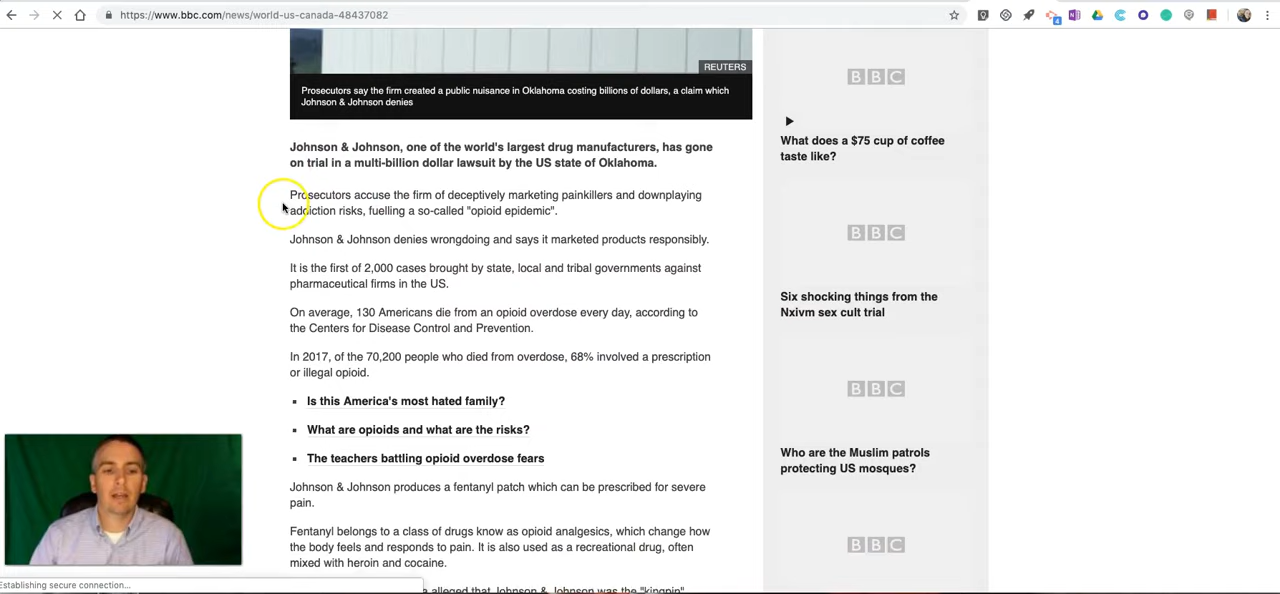 https://www.bbc.com/news/world-us-canada-48437082
4
REUTERS
Prosecutors say the firm created a public nuisance in Oklahoma costing billions of dollars, a claim which
Johnson & Johnson denies
Johnson & Johnson, one of the world's largest drug manufacturers, has gone
on trial in a multi-billion dollar lawsuit by the US state of Oklahoma.
Prosecutors accuse the firm of deceptively marketing painkillers and downplaying
addiction risks, fuelling a so-called "opioid epidemic".
Johnson & Johnson denies wrongdoing and says it marketed products responsibly.
It is the first of 2,000 cases brought by state, local and tribal governments against
pharmaceutical firms in the US.
On average, 130 Americans die from an opioid overdose every day, according to
the Centers for Disease Control and Prevention.
In 2017, of the 70,200 people who died from overdose, 68% involved a prescription
or illegal opioid.
Is this America's most hated family?
What are opioids and what are the risks?
The teachers battling opioid overdose fears
Johnson & Johnson produces a fentanyl patch which can be prescribed for severe
pain.
Fentanyl belongs to a class of drugs know as opioid analgesics, which change how
the body feels and responds to pain. It is also used as a recreational drug, often
mixed with heroin and cocaine.
alleged that Johnson & Johnson was the "kingpin"
BBC
What does a $75 cup of coffee
taste like?
BBC
Six shocking things from the
Nxivm sex cult trial
BBC
Who are the Muslim patrols
protecting US mosques?
BBC
Establishing secure connection...